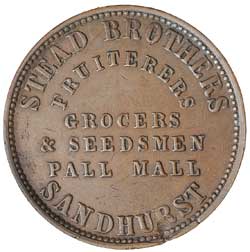 STEAD BROTHERS
FRUITERERS
GROCERS
& SEEDSMEN
PALL MALL
SANDHURST